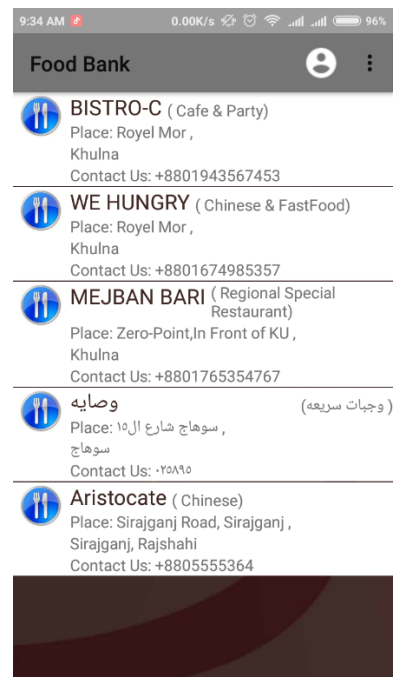 9:34 AM 0.00K/s 96%
Food Bank
BISTRO-C ( Cafe & Party)
Place: Royel Mor ,
Khulna
Contact Us: +8801943567453
WE HUNGRY ( Chinese & FastFood)
Place: Royel Mor ,
Khulna
Contact Us: +8801674985357
MEJBAN BARI ( Regional Special
Restaurant)
Place: Zero-Point,In Front of KU ,
Khulna
Contact Us: +8801765354767
وصايه ( وجبات سريعه)
Place: سوهاج شارع ال١٥ ,
سوهاج
Contact Us: ٠٢٥٨٩٥
Aristocate ( Chinese)
Place: Sirajganj Road, Sirajganj ,
Sirajganj, Rajshahi
Contact Us: +8805555364